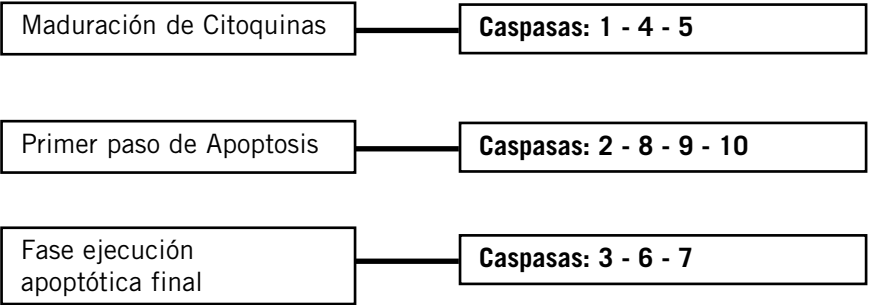 Maduración de Citoquinas
Caspasas: 1 - 4 - 5
Primer paso de Apoptosis
Caspasas: 2 - 8 - 9 - 10
Fase ejecución
apoptótica final
Caspasas: 3 - 6 - 7